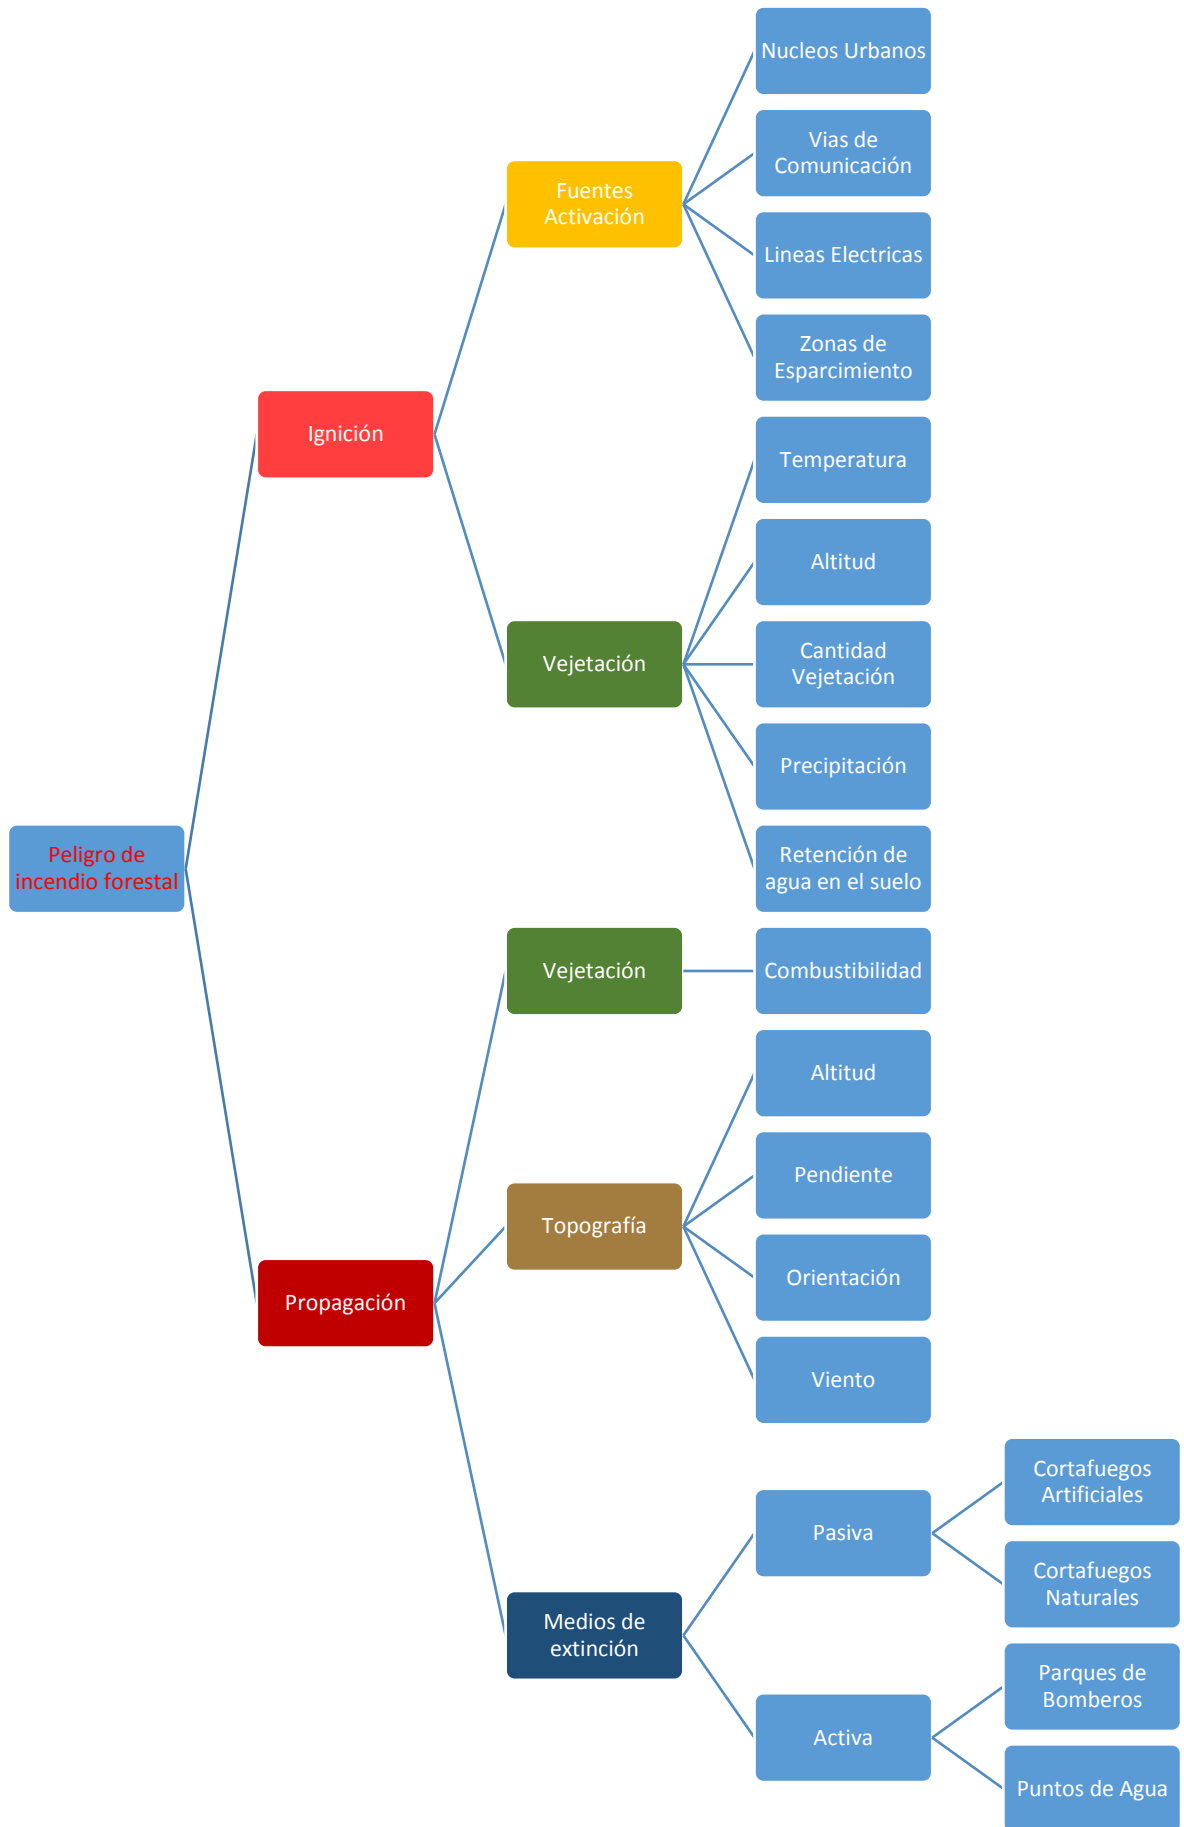 Nucleos Urbanos
Vias de
Comunicación
Fuentes
Activación
Lineas Electricas
Zonas de
Esparcimiento
Ignición
Temperatura
Altitud
Vejetación
Cantidad
Vejetación
Precipitación
Retención de
agua en el suelo
Peligro de
incendio forestal
Vejetación
Combustibilidad
Altitud
Pendiente
Topografía
Orientación
Propagación
Viento
Cortafuegos
Artificiales
Pasiva
Cortafuegos
Naturales
Medios de
extinción
Parques de
Bomberos
Activa
Puntos de Agua